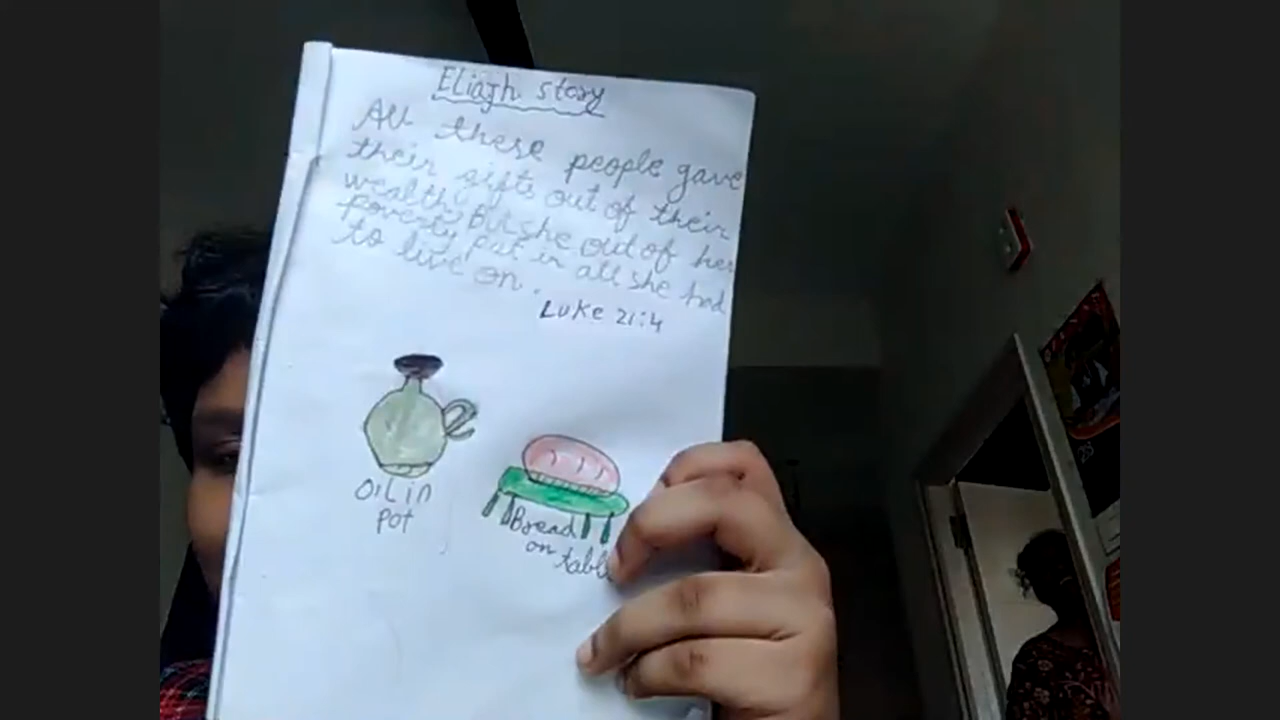 Eliajh story
All these people gave
their gifts out of their
wealth; But she out of her
poverty put in all she had
to live on.
Luke 21:4
Oil in
Pot
Bread
on table